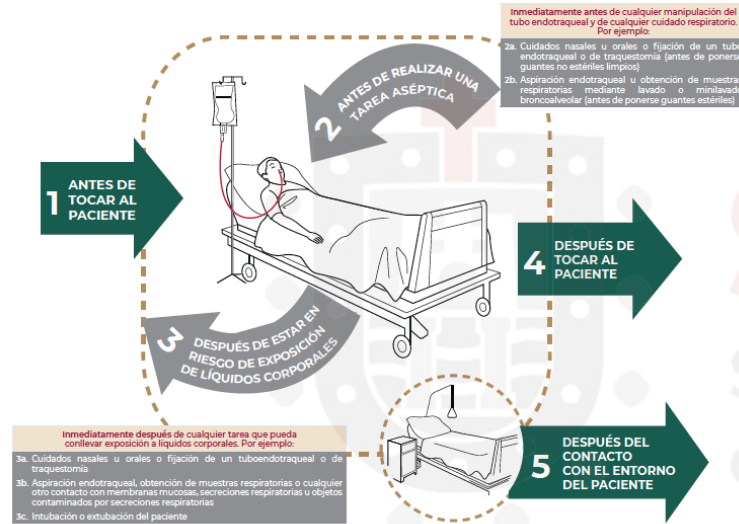 Inmediatamente antes de cualquier manipulación del
tubo endotraqueal y de cualquier cuidado respiratorio.
Por ejemplo:
2a. Cuidados nasales u orales o fijación de un tubo
endotraqueal o de traquestomía (antes de ponerse
guantes no estériles limpios)
2b. Aspiración endotraqueal u obtención de muestras
respiratorias mediante lavado o minilavado
broncoalveolar (antes de ponerse guantes estériles)
2 ANTES DE REALIZAR UNA
TAREA ASÉPTICA
1 ANTES DE
TOCAR AL
PACIENTE
4 DESPUÉS DE
TOCAR AL
PACIENTE
3 DESPUÉS DE ESTAR EN
RIESGO DE EXPOSICIÓN
DE LÍQUIDOS CORPORALES
Inmediatamente después de cualquier tarea que pueda
conllevar exposición a líquidos corporales. Por ejemplo:
3a. Cuidados nasales u orales o fijación de un tuboendotraqueal o de
traquestomía
3b. Aspiración endotraqueal, obtención de muestras respiratorias o cualquier
otro contacto con membranas mucosas, secreciones respiratorias u objetos
contaminados por secreciones respiratorias
3c. Intubación o extubación del paciente
5 DESPUÉS DEL
CONTACTO
CON EL ENTORNO
DEL PACIENTE